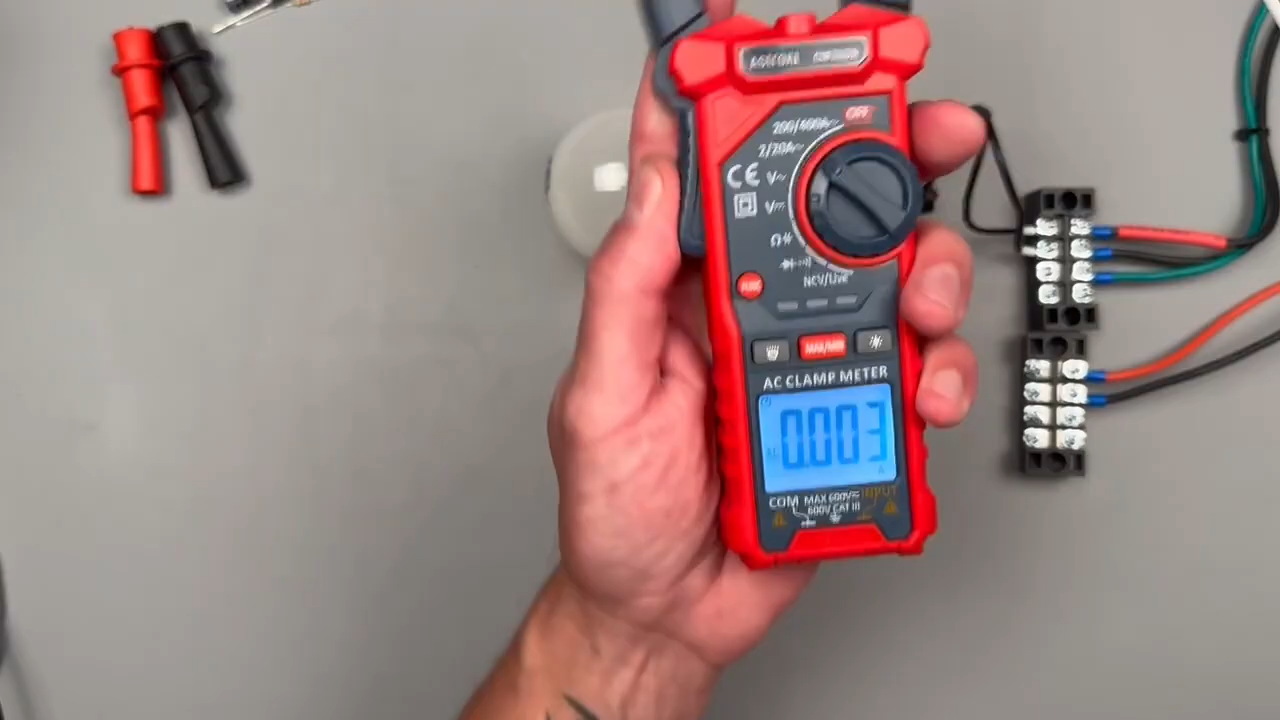 OFF
200/400A~
2/20A~
CE
V~
V⎓
Ω
NCV/Live
MAX/MIN
AC CLAMP METER
0.003
A
COM MAX 600V≂ INPUT
600V CAT III